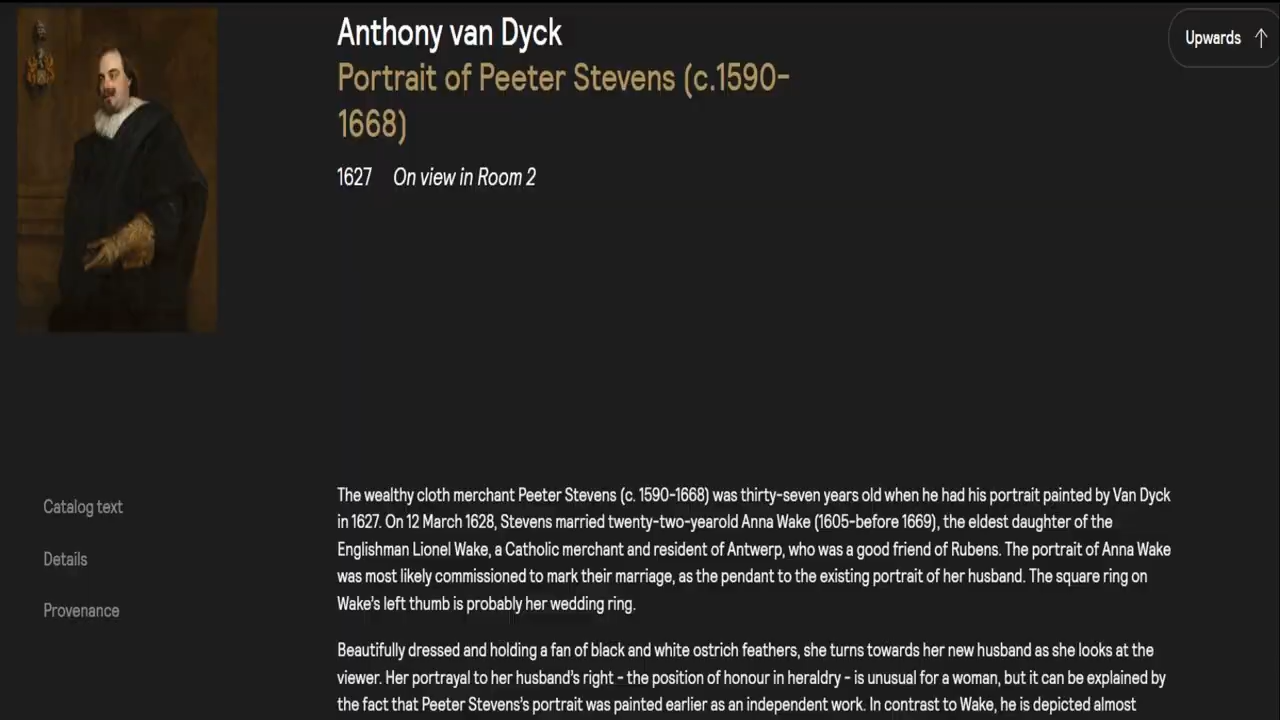 Anthony van Dyck
Upwards ↑
Portrait of Peeter Stevens (c.1590-
1668)
1627 On view in Room 2
Catalog text
Details
Provenance
The wealthy cloth merchant Peeter Stevens (c. 1590-1668) was thirty-seven years old when he had his portrait painted by Van Dyck
in 1627. On 12 March 1628, Stevens married twenty-two-yearold Anna Wake (1605-before 1669), the eldest daughter of the
Englishman Lionel Wake, a Catholic merchant and resident of Antwerp, who was a good friend of Rubens. The portrait of Anna Wake
was most likely commissioned to mark their marriage, as the pendant to the existing portrait of her husband. The square ring on
Wake's left thumb is probably her wedding ring.
Beautifully dressed and holding a fan of black and white ostrich feathers, she turns towards her new husband as she looks at the
viewer. Her portrayal to her husband's right - the position of honour in heraldry - is unusual for a woman, but it can be explained by
the fact that Peeter Stevens's portrait was painted earlier as an independent work. In contrast to Wake, he is depicted almost